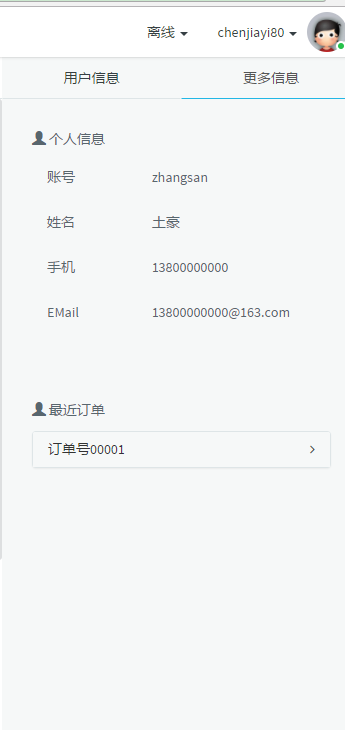 离线 chenjiayi80
用户信息 更多信息
个人信息
账号 zhangsan
姓名 土豪
手机 13800000000
EMail 13800000000@163.com
最近订单
订单号00001